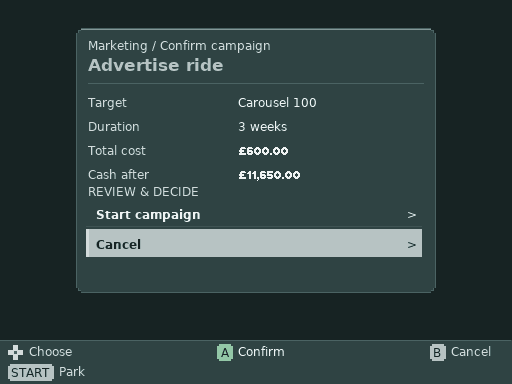 Marketing / Confirm campaign
Advertise ride
Target Carousel 100
Duration 3 weeks
Total cost £600.00
Cash after £11,650.00
REVIEW & DECIDE
Start campaign >
Cancel >
Choose A Confirm B Cancel
START Park